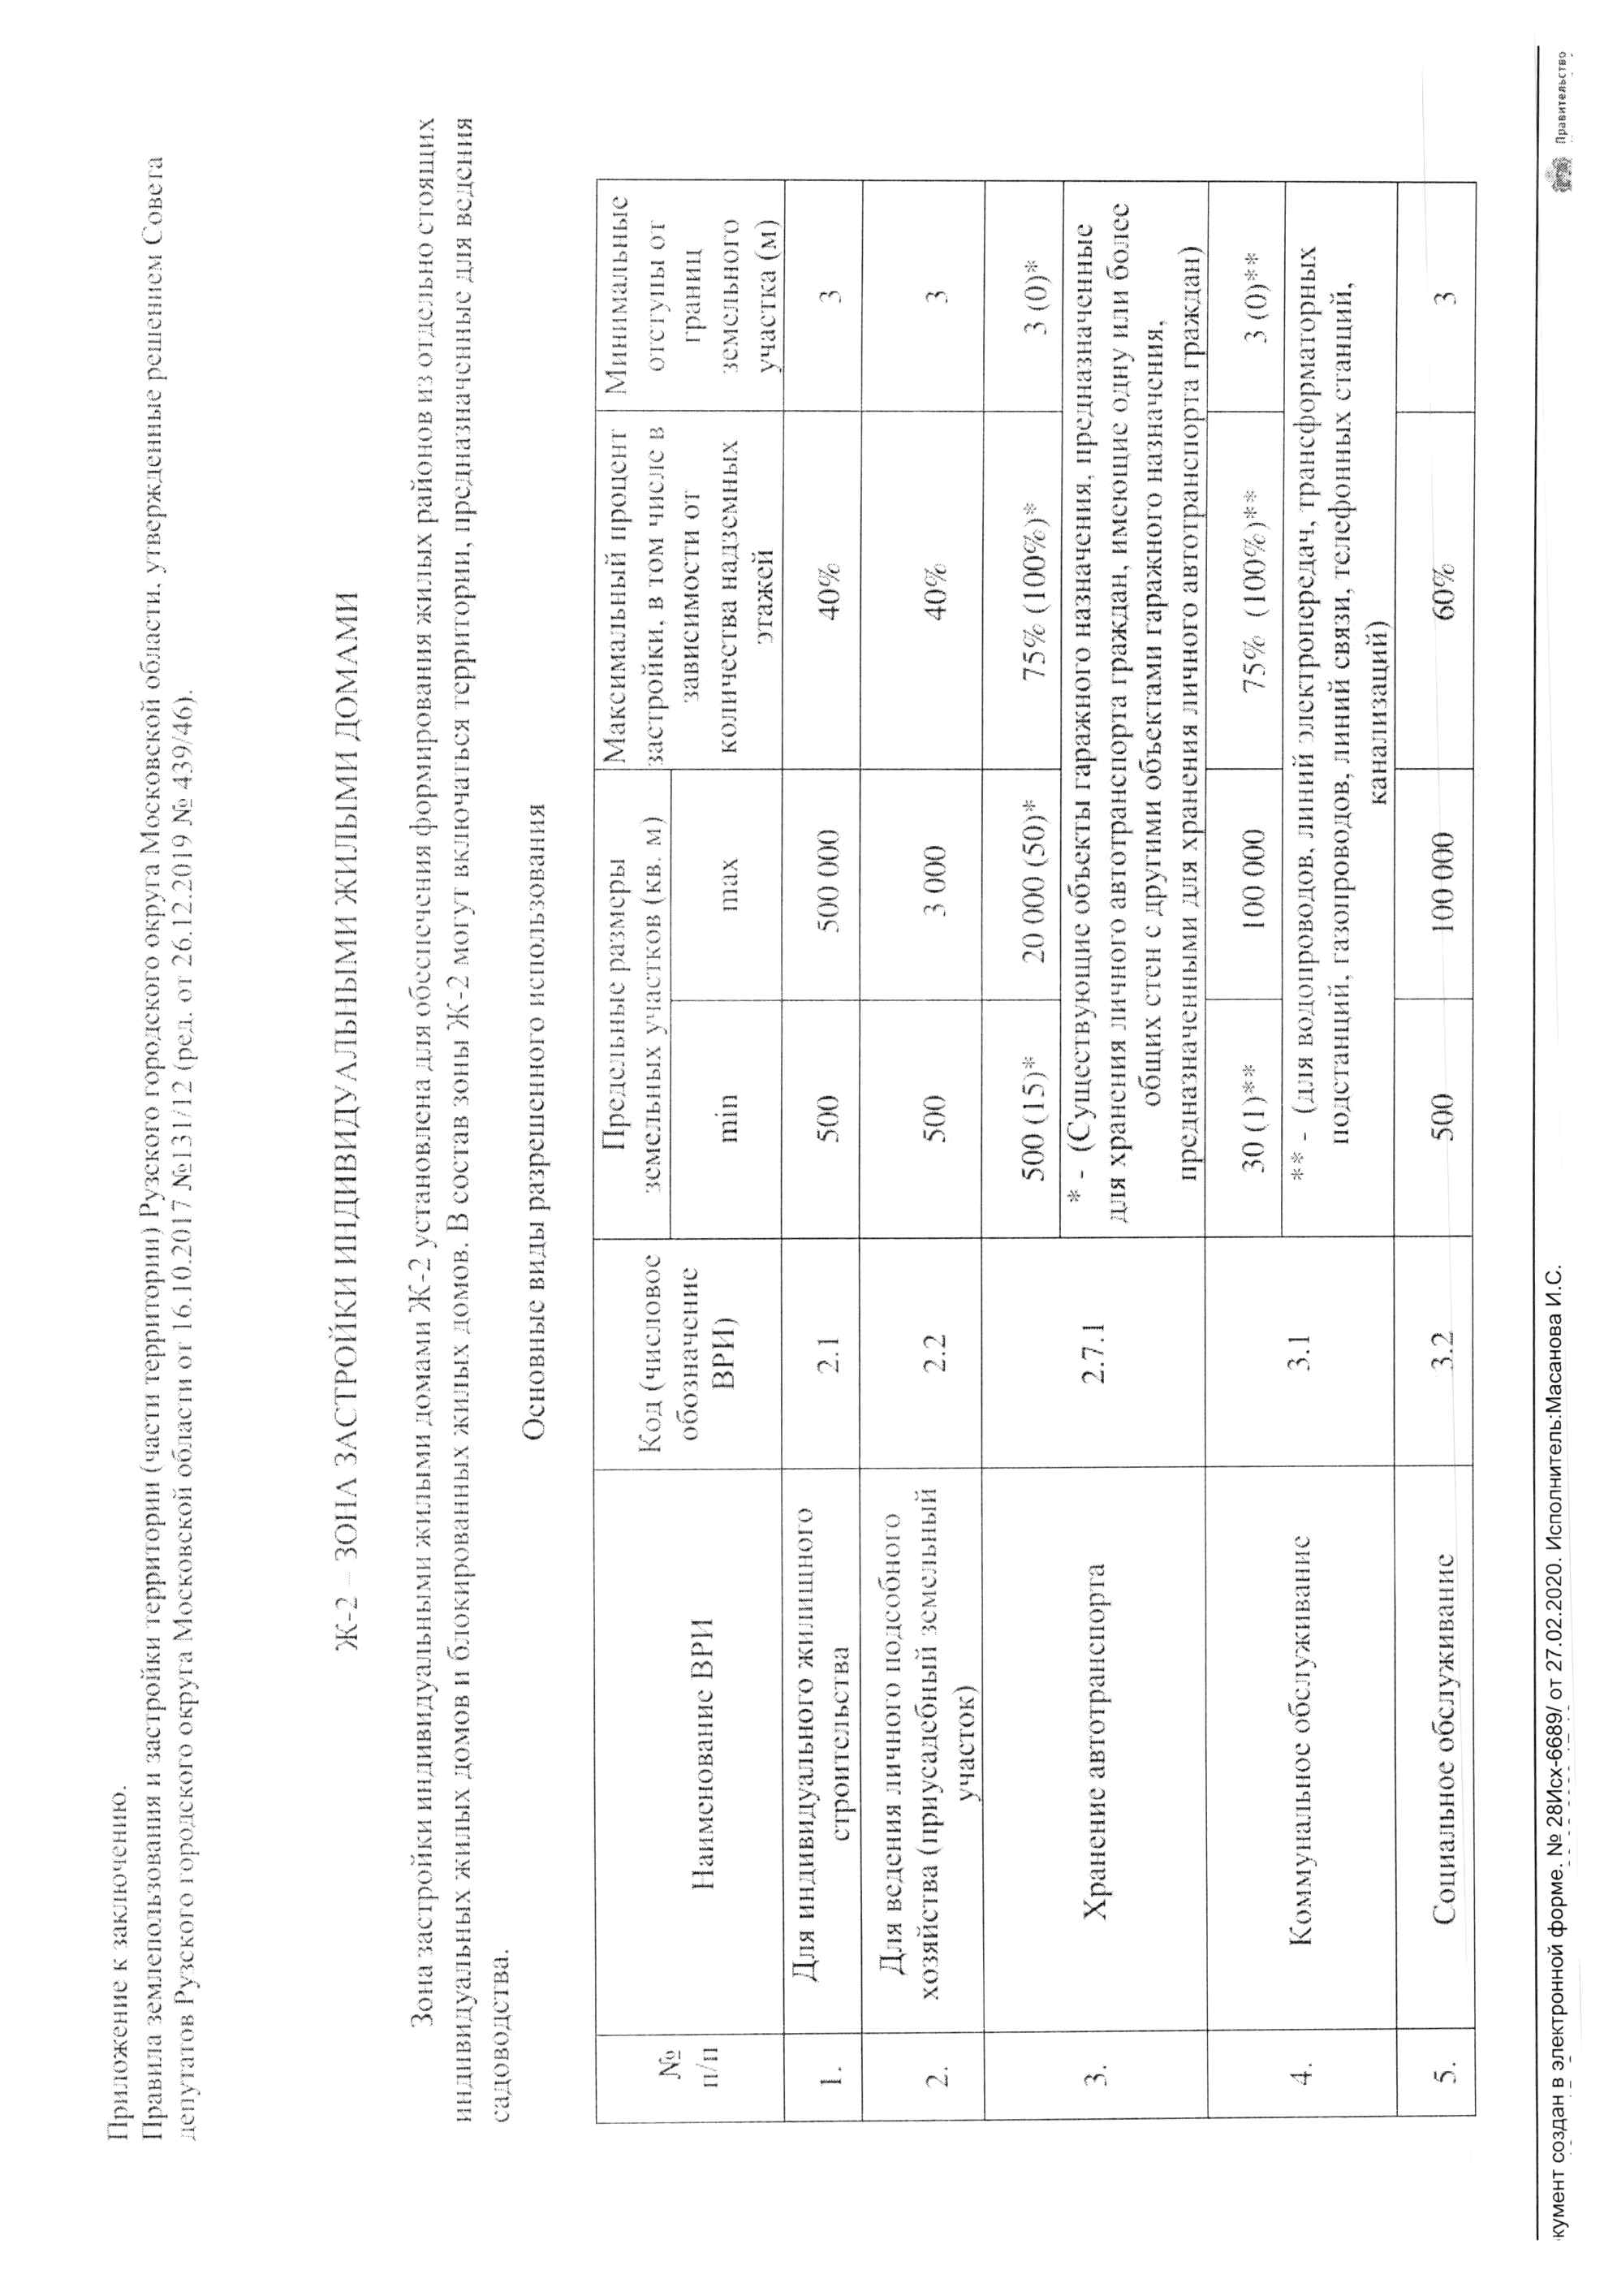 Приложение к заключению.
Правила землепользования и застройки территории (части территории) Рузского городского округа Московской области, утвержденные решением Совета
депутатов Рузского городского округа Московской области от 16.10.2017 №131/12 (ред. от 26.12.2019 № 439/46).
Ж-2 – ЗОНА ЗАСТРОЙКИ ИНДИВИДУАЛЬНЫМИ ЖИЛЫМИ ДОМАМИ
Зона застройки индивидуальными жилыми домами Ж-2 установлена для обеспечения формирования жилых районов из отдельно стоящих
индивидуальных жилых домов и блокированных жилых домов. В состав зоны Ж-2 могут включаться территории, предназначенные для ведения
садоводства.
Основные виды разрешенного использования
№
п/п
Наименование ВРИ
Код (числовое
обозначение
ВРИ)
Предельные размеры
земельных участков (кв. м)
min
max
Максимальный процент
застройки, в том числе в
зависимости от
количества надземных
этажей
Минимальные
отступы от
границ
земельного
участка (м)
1.
Для индивидуального жилищного
строительства
2.1
500
500 000
40%
3
2.
Для ведения личного подсобного
хозяйства (приусадебный земельный
участок)
2.2
500
3 000
40%
3
3.
Хранение автотранспорта
2.7.1
500 (15)*
20 000 (50)*
75% (100%)*
3 (0)*
* - (Существующие объекты гаражного назначения, предназначенные
для хранения личного автотранспорта граждан, имеющие одну или более
общих стен с другими объектами гаражного назначения,
предназначенными для хранения личного автотранспорта граждан)
4.
Коммунальное обслуживание
3.1
30 (1)**
100 000
75% (100%)**
3 (0)**
** - (для водопроводов, линий электропередач, трансформаторных
подстанций, газопроводов, линий связи, телефонных станций,
канализаций)
5.
Социальное обслуживание
3.2
500
100 000
60%
3
кумент создан в электронной форме. № 28Исх-6689/ от 27.02.2020. Исполнитель:Масанова И.С.
Правительство